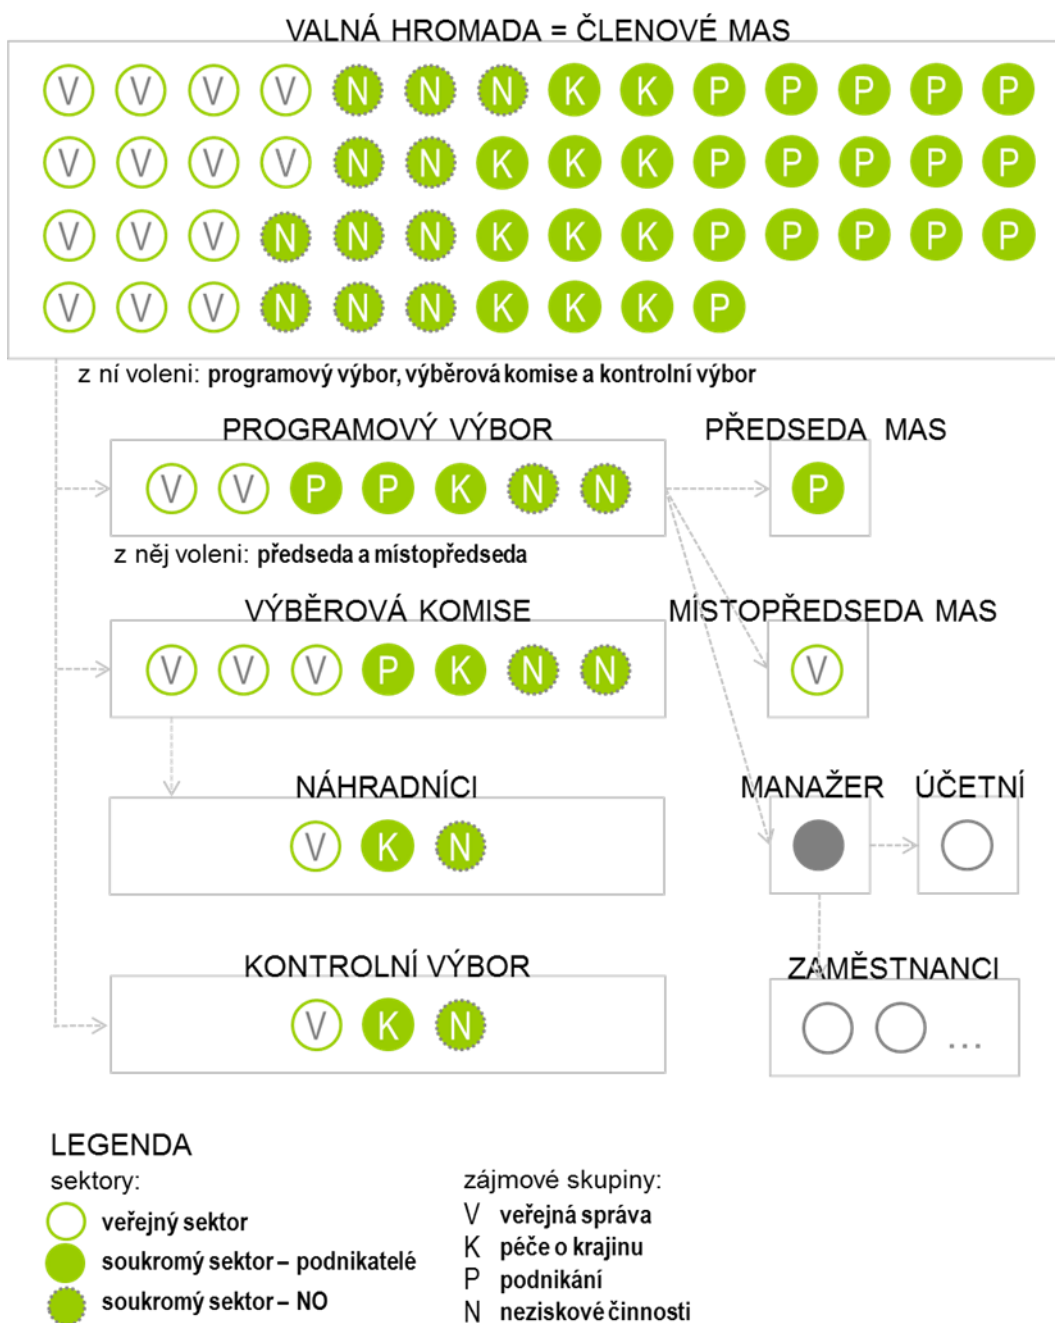 VALNÁ HROMADA = ČLENOVÉ MAS
V V V V N N N K K P P P P P
V V V V N N K K K P P P P P
V V V N N N K K K P P P P P
V V V N N N K K K P
z ní voleni: programový výbor, výběrová komise a kontrolní výbor
PROGRAMOVÝ VÝBOR
PŘEDSEDA MAS
V V P P K N N
P
z něj voleni: předseda a místopředseda
VÝBĚROVÁ KOMISE
MÍSTOPŘEDSEDA MAS
V V V P K N N
V
NÁHRADNÍCI
MANAŽER
ÚČETNÍ
V K N
KONTROLNÍ VÝBOR
ZAMĚSTNANCI
V K N
...
LEGENDA
sektory:
veřejný sektor
soukromý sektor – podnikatelé
soukromý sektor – NO
zájmové skupiny:
V veřejná správa
K péče o krajinu
P podnikání
N neziskové činnosti